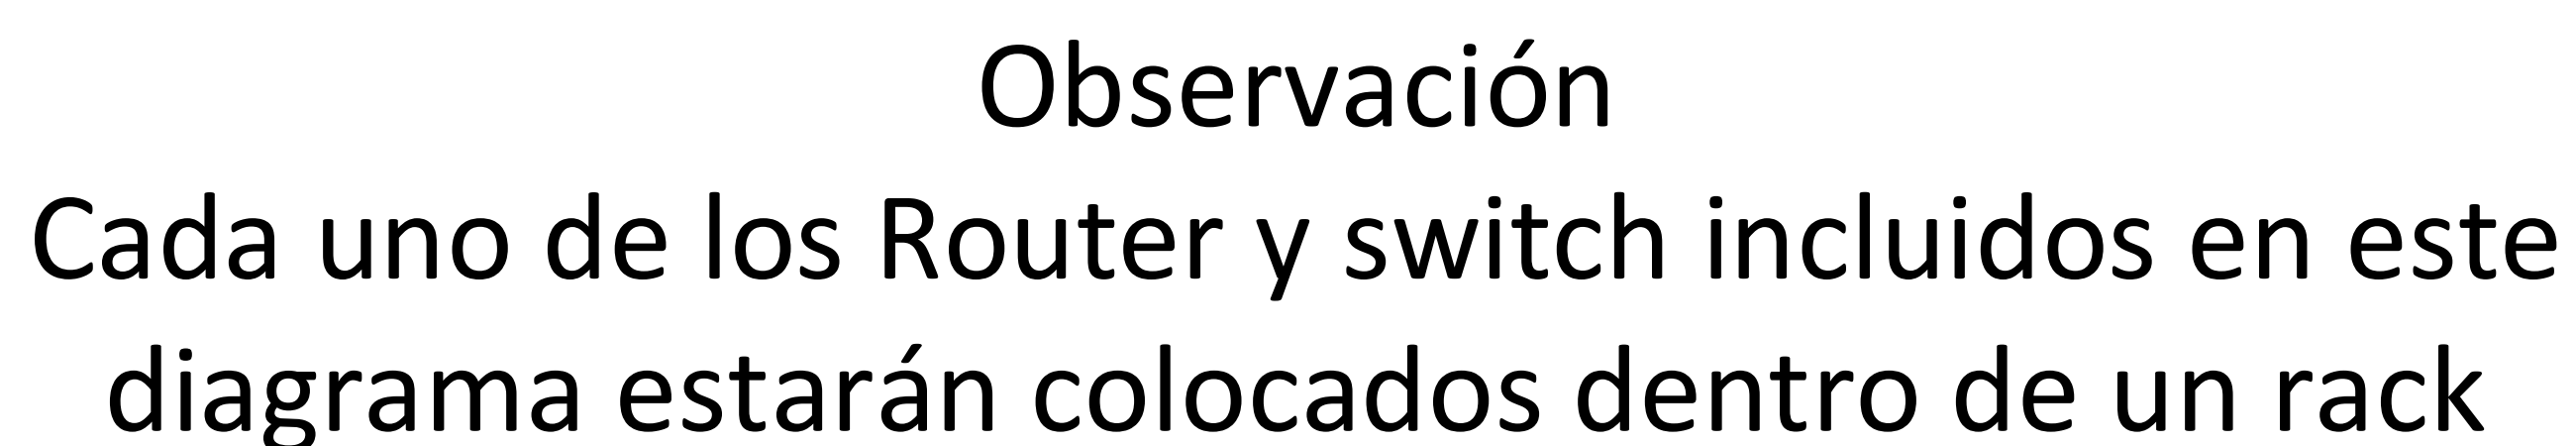 Observación
Cada uno de los Router y switch incluidos en este
diagrama estarán colocados dentro de un rack